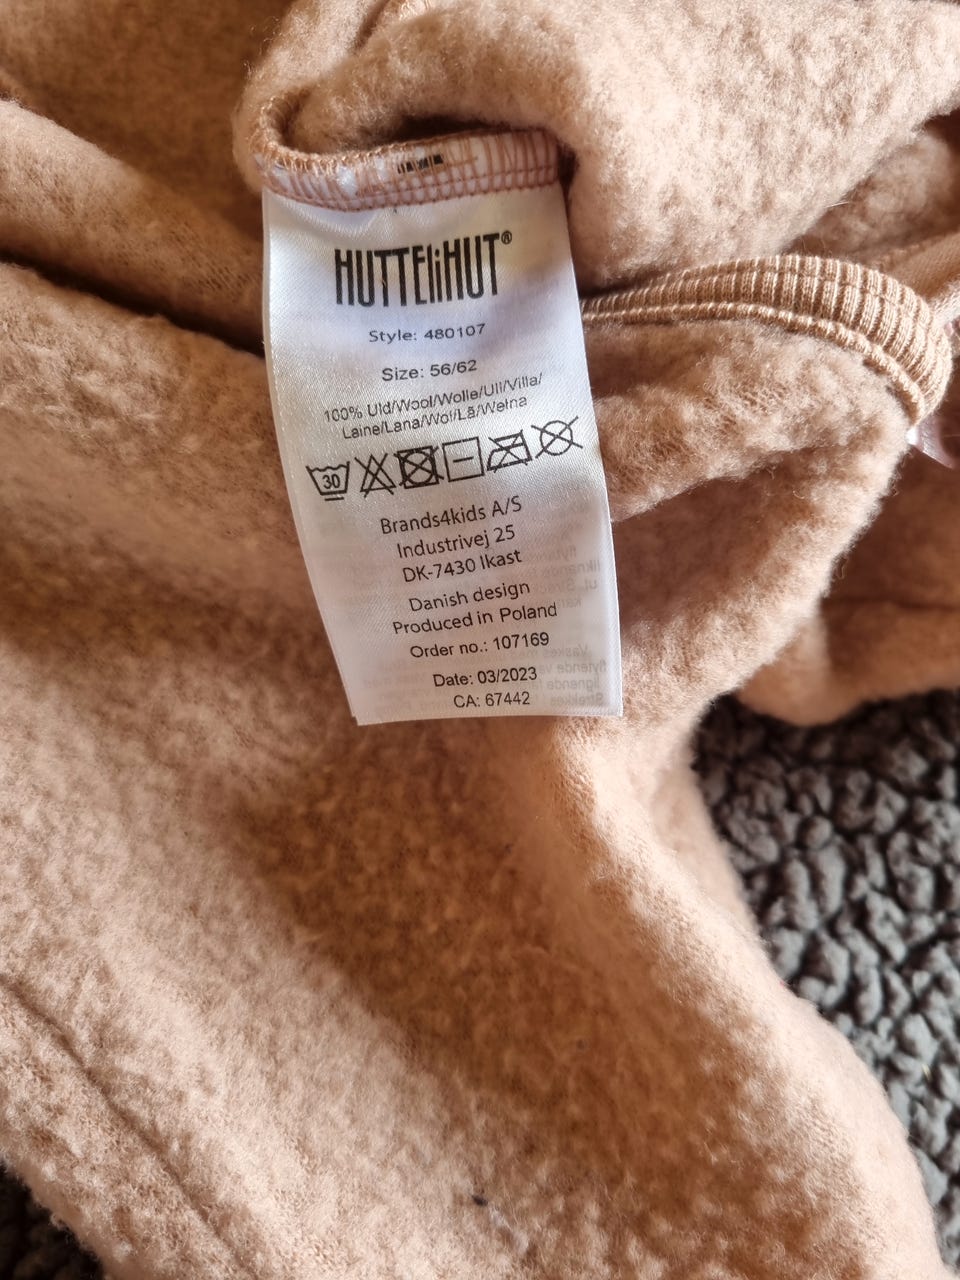 HUTTEliHUT®
Style: 480107
Size: 56/62
100% Uld/Wool/Wolle/Ull/Villa/
Laine/Lana/Wol/Lã/Wełna
30
Brands4kids A/S
Industrivej 25
DK-7430 Ikast
Danish design
Produced in Poland
Order no.: 107169
Date: 03/2023
CA: 67442